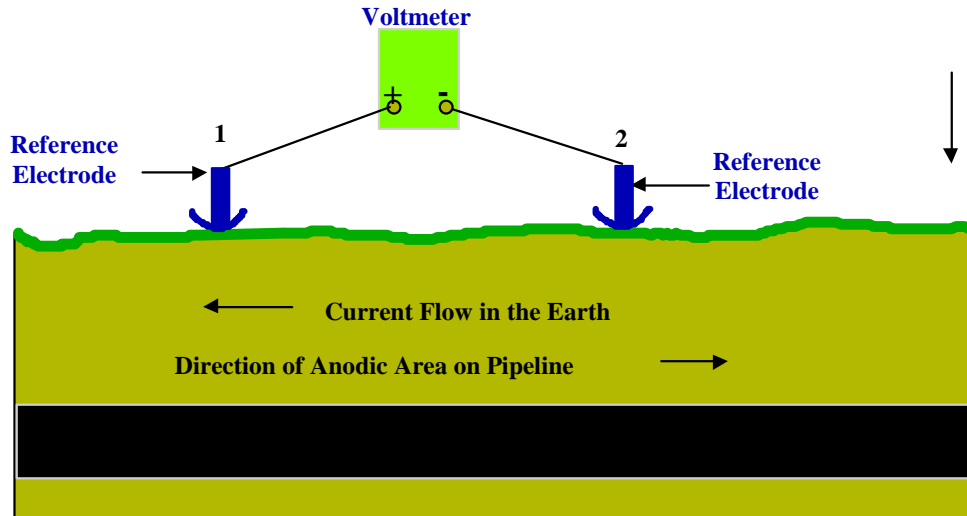 Voltmeter
+ -
1
2
Reference
Electrode
Reference
Electrode
Current Flow in the Earth
Direction of Anodic Area on Pipeline